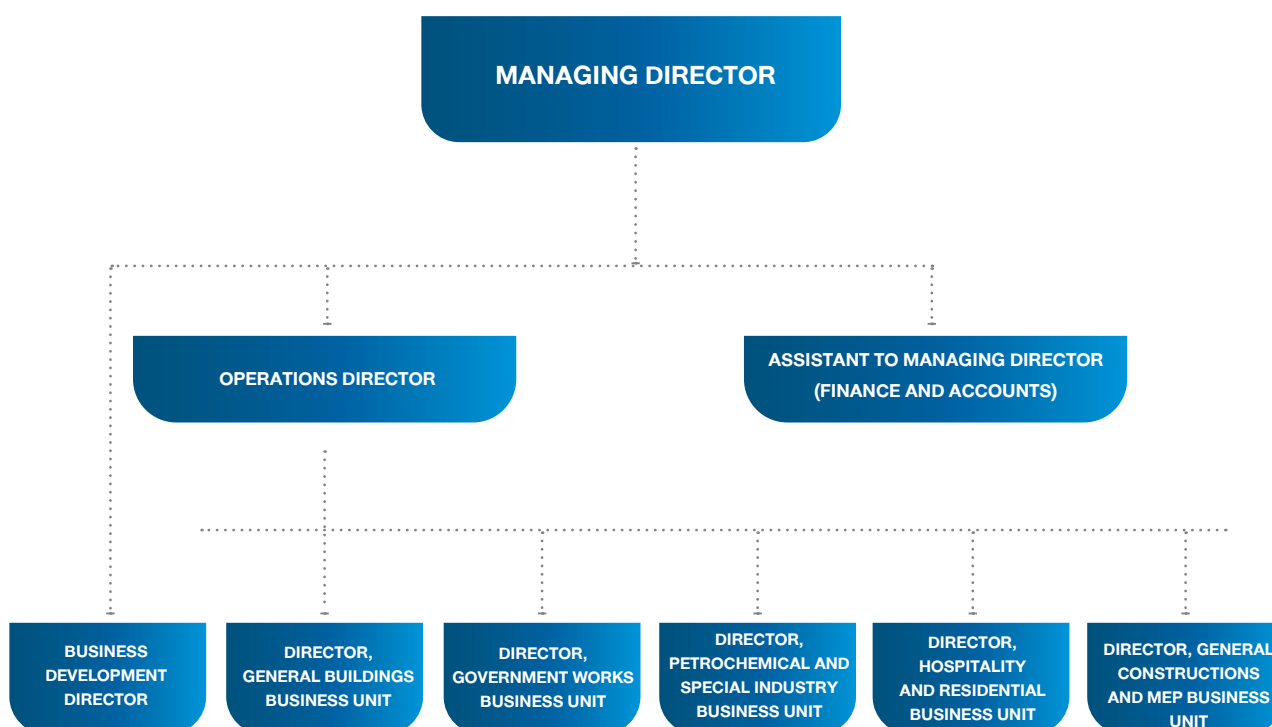 MANAGING DIRECTOR
OPERATIONS DIRECTOR
ASSISTANT TO MANAGING DIRECTOR
(FINANCE AND ACCOUNTS)
BUSINESS
DEVELOPMENT
DIRECTOR
DIRECTOR,
GENERAL BUILDINGS
BUSINESS UNIT
DIRECTOR,
GOVERNMENT WORKS
BUSINESS UNIT
DIRECTOR,
PETROCHEMICAL AND
SPECIAL INDUSTRY
BUSINESS UNIT
DIRECTOR,
HOSPITALITY
AND RESIDENTIAL
BUSINESS UNIT
DIRECTOR, GENERAL
CONSTRUCTIONS
AND MEP BUSINESS
UNIT